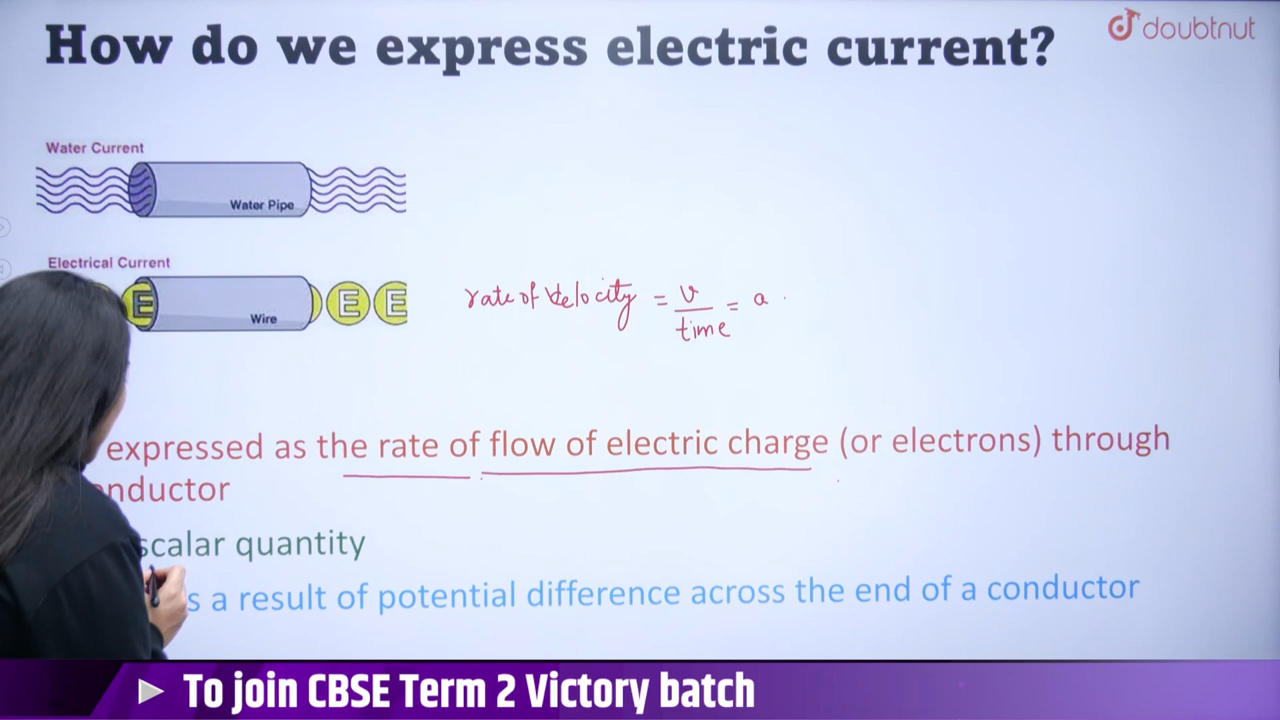 How do we express electric current?
doubtnut
Water Current
Water Pipe
Electrical Current
E
Wire
E E
rate of velocity = v / time = a
expressed as the rate of flow of electric charge (or electrons) through
nductor
scalar quantity
s a result of potential difference across the end of a conductor
To join CBSE Term 2 Victory batch